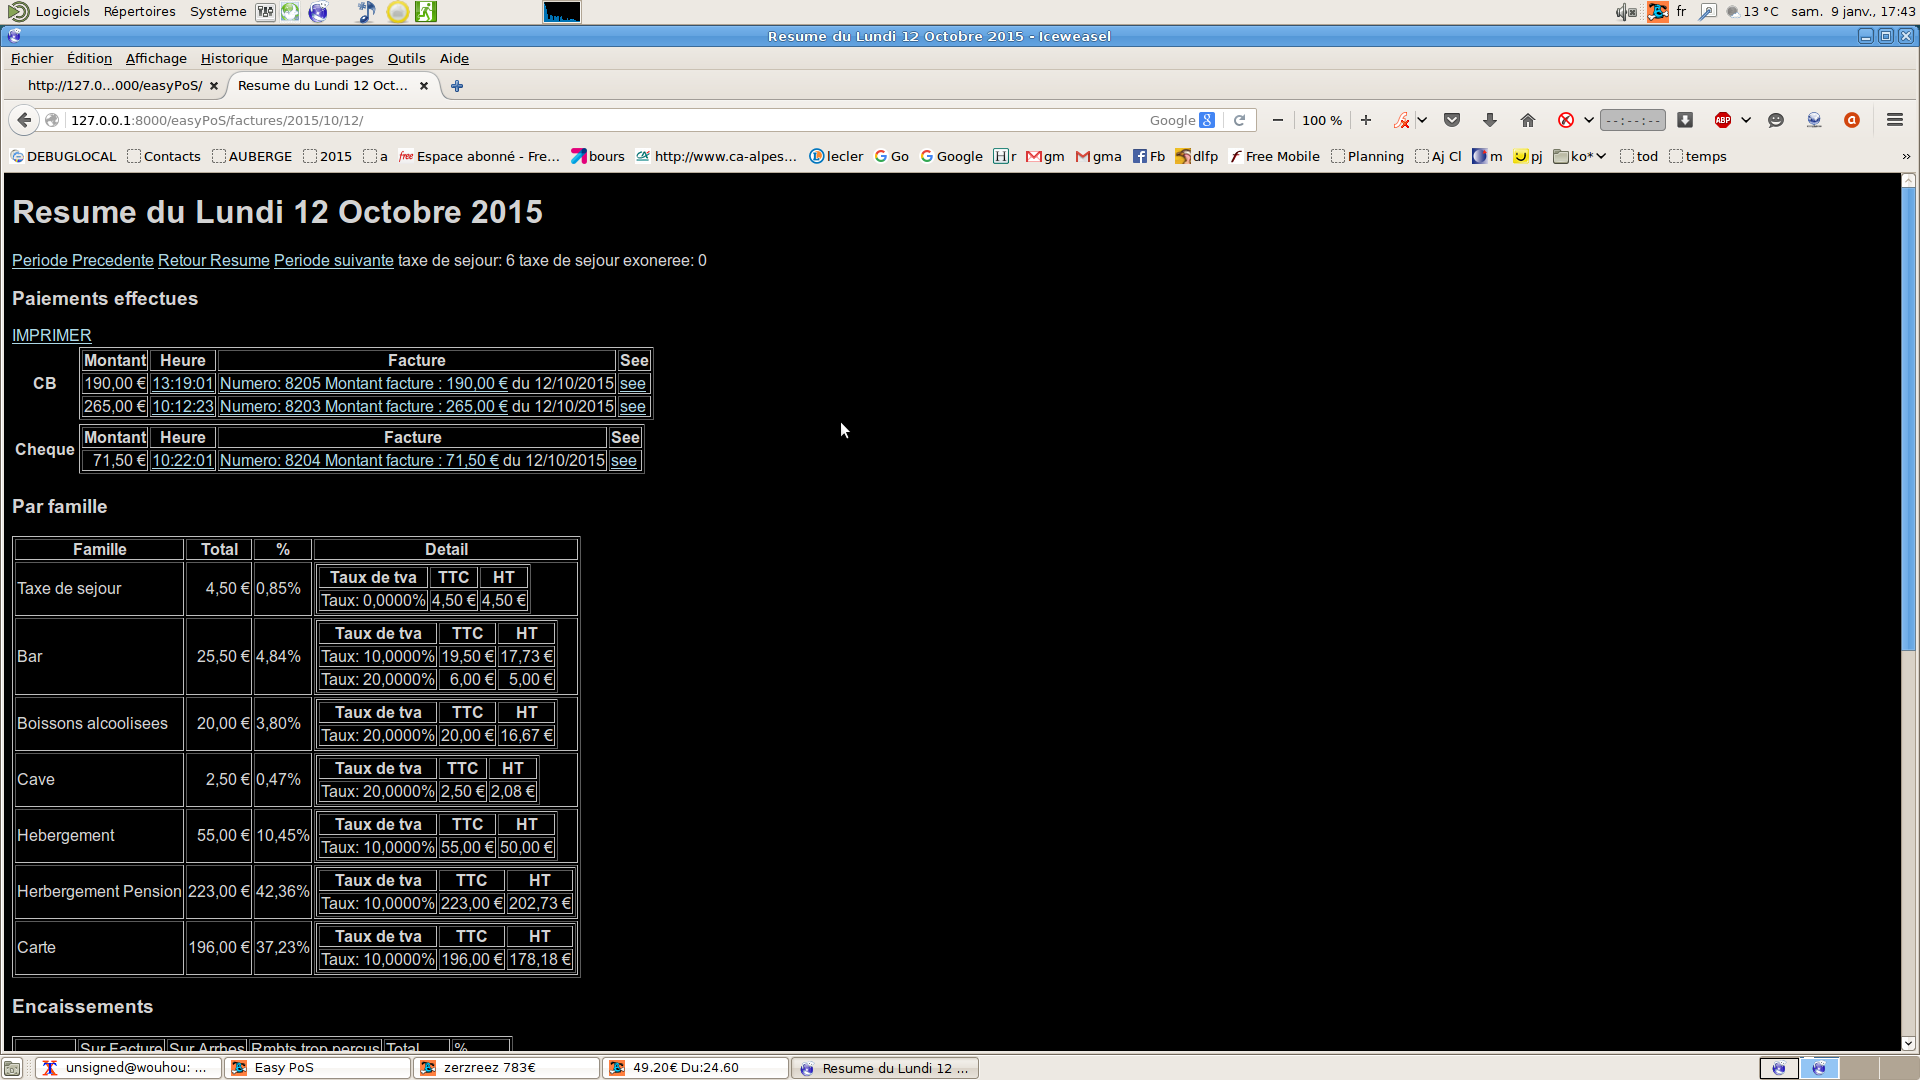 Logiciels Répertoires Système fr 13 °C sam. 9 janv., 17:43
Resume du Lundi 12 Octobre 2015 - Iceweasel
Fichier Édition Affichage Historique Marque-pages Outils Aide
http://127.0...000/easyPoS/ Resume du Lundi 12 Oct...
127.0.0.1:8000/easyPoS/factures/2015/10/12/ Google 8 100 % --:--:-- ABP a
DEBUGLOCAL Contacts AUBERGE 2015 a free Espace abonné - Fre... bours http://www.ca-alpes... lecler Go Google r gm gma Fb dlfp Free Mobile Planning Aj Cl m pj ko* tod temps »
Resume du Lundi 12 Octobre 2015
Periode Precedente Retour Resume Periode suivante taxe de sejour: 6 taxe de sejour exoneree: 0
Paiements effectues
IMPRIMER
CB
Montant Heure Facture See
190,00 € 13:19:01 Numero: 8205 Montant facture : 190,00 € du 12/10/2015 see
265,00 € 10:12:23 Numero: 8203 Montant facture : 265,00 € du 12/10/2015 see
Cheque
Montant Heure Facture See
71,50 € 10:22:01 Numero: 8204 Montant facture : 71,50 € du 12/10/2015 see
Par famille
Famille Total % Detail
Taxe de sejour 4,50 € 0,85%
Taux de tva TTC HT
Taux: 0,0000% 4,50 € 4,50 €
Bar 25,50 € 4,84%
Taux de tva TTC HT
Taux: 10,0000% 19,50 € 17,73 €
Taux: 20,0000% 6,00 € 5,00 €
Boissons alcoolisees 20,00 € 3,80%
Taux de tva TTC HT
Taux: 20,0000% 20,00 € 16,67 €
Cave 2,50 € 0,47%
Taux de tva TTC HT
Taux: 20,0000% 2,50 € 2,08 €
Hebergement 55,00 € 10,45%
Taux de tva TTC HT
Taux: 10,0000% 55,00 € 50,00 €
Herbergement Pension 223,00 € 42,36%
Taux de tva TTC HT
Taux: 10,0000% 223,00 € 202,73 €
Carte 196,00 € 37,23%
Taux de tva TTC HT
Taux: 10,0000% 196,00 € 178,18 €
Encaissements
Sur Facture Sur Arrhes Rmbts trop percus Total %
unsigned@wouhou: ... Easy PoS zerzreez 783€ 49.20€ Du:24.60 Resume du Lundi 12 ...